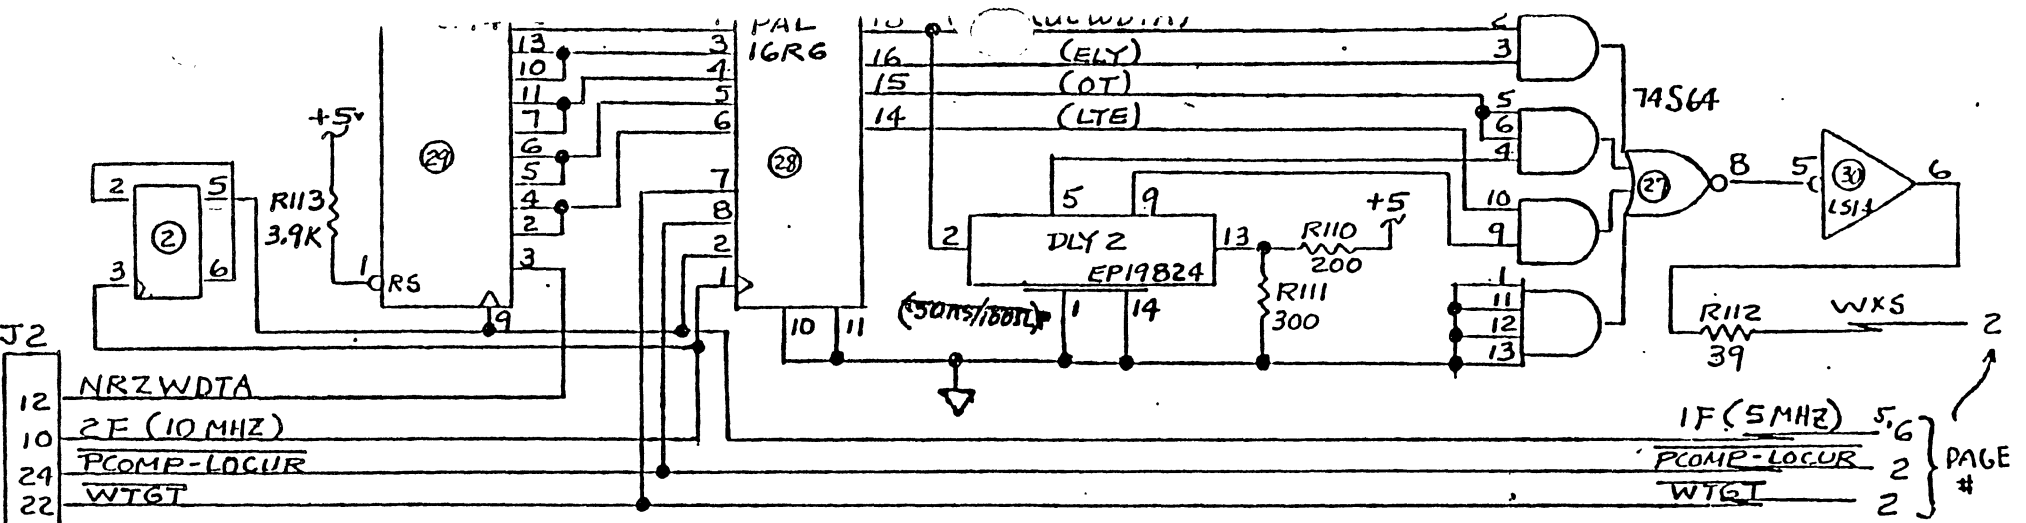 PAL
16R6
+5v
R113
3.9K
1
RS
29
13
10
11
7
6
5
4
2
3
9
3
4
5
6
7
8
2
1
28
10
11
16
15
14
(ELY)
(OT)
(LTE)
2
3
5
6
4
10
9
1
11
12
13
74S64
27
8
5
30
6
2
5
3
6
2
2
5
9
DLY 2
EP19824
13
1
14
R110
200
+5
R111
300
R112
39
WXS
2
J2
12 NRZWDTA
10 2F (10 MHZ)
24 PCOMP-LOCUR
22 WTGT
1F (5 MHZ) 5,6
PCOMP-LOCUR 2
WTGT 2
PAGE
#